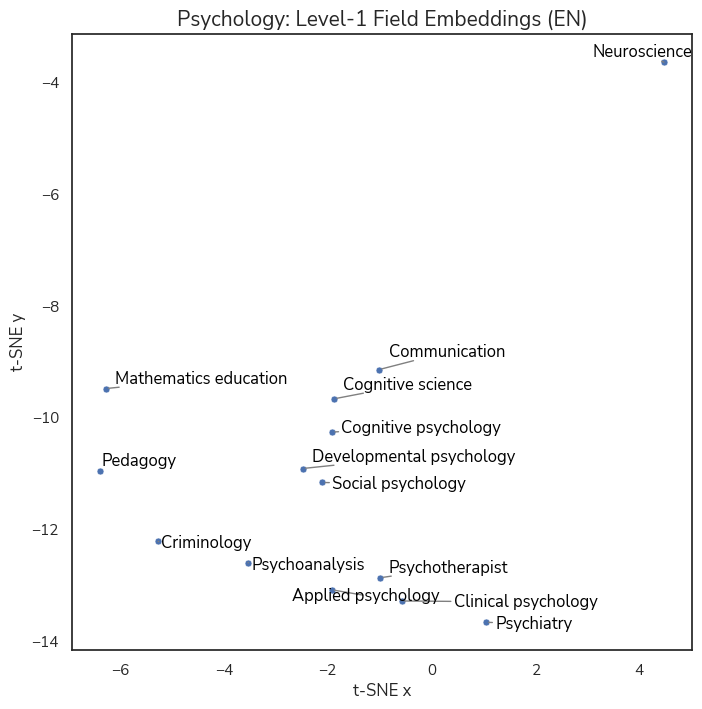 Psychology: Level-1 Field Embeddings (EN)
Neuroscience
−4
−6
−8
−10
−12
−14
t-SNE y
Communication
Mathematics education
Cognitive science
Cognitive psychology
Developmental psychology
Pedagogy
Social psychology
Criminology
Psychoanalysis
Psychotherapist
Applied psychology
Clinical psychology
Psychiatry
−6
−4
−2
0
2
4
t-SNE x